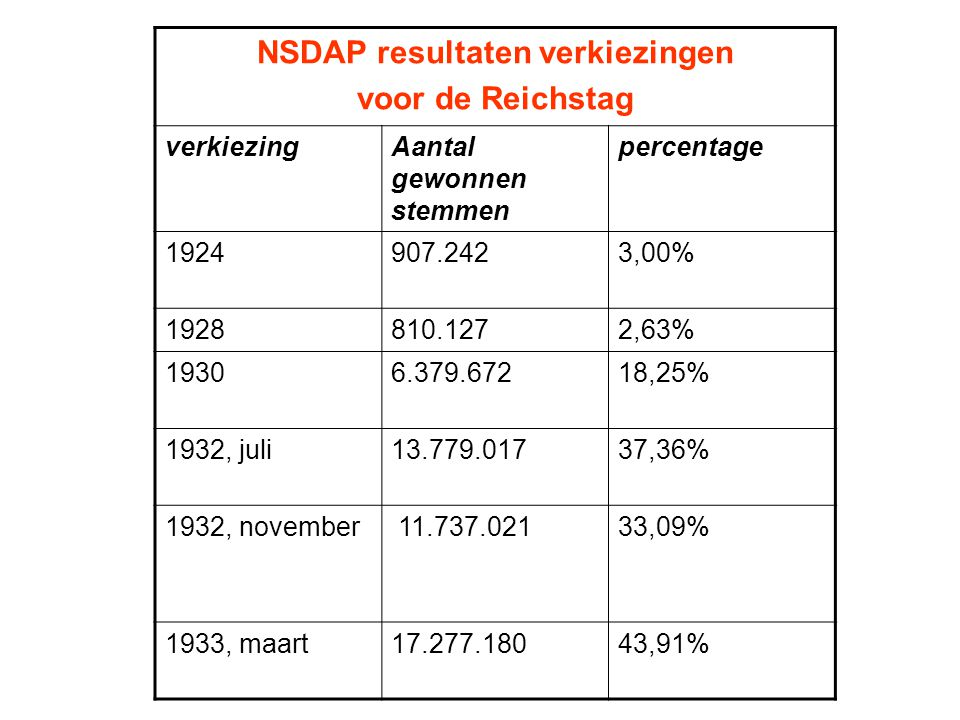 NSDAP resultaten verkiezingen
voor de Reichstag
verkiezing Aantal gewonnen stemmen percentage
1924 907.242 3,00%
1928 810.127 2,63%
1930 6.379.672 18,25%
1932, juli 13.779.017 37,36%
1932, november 11.737.021 33,09%
1933, maart 17.277.180 43,91%